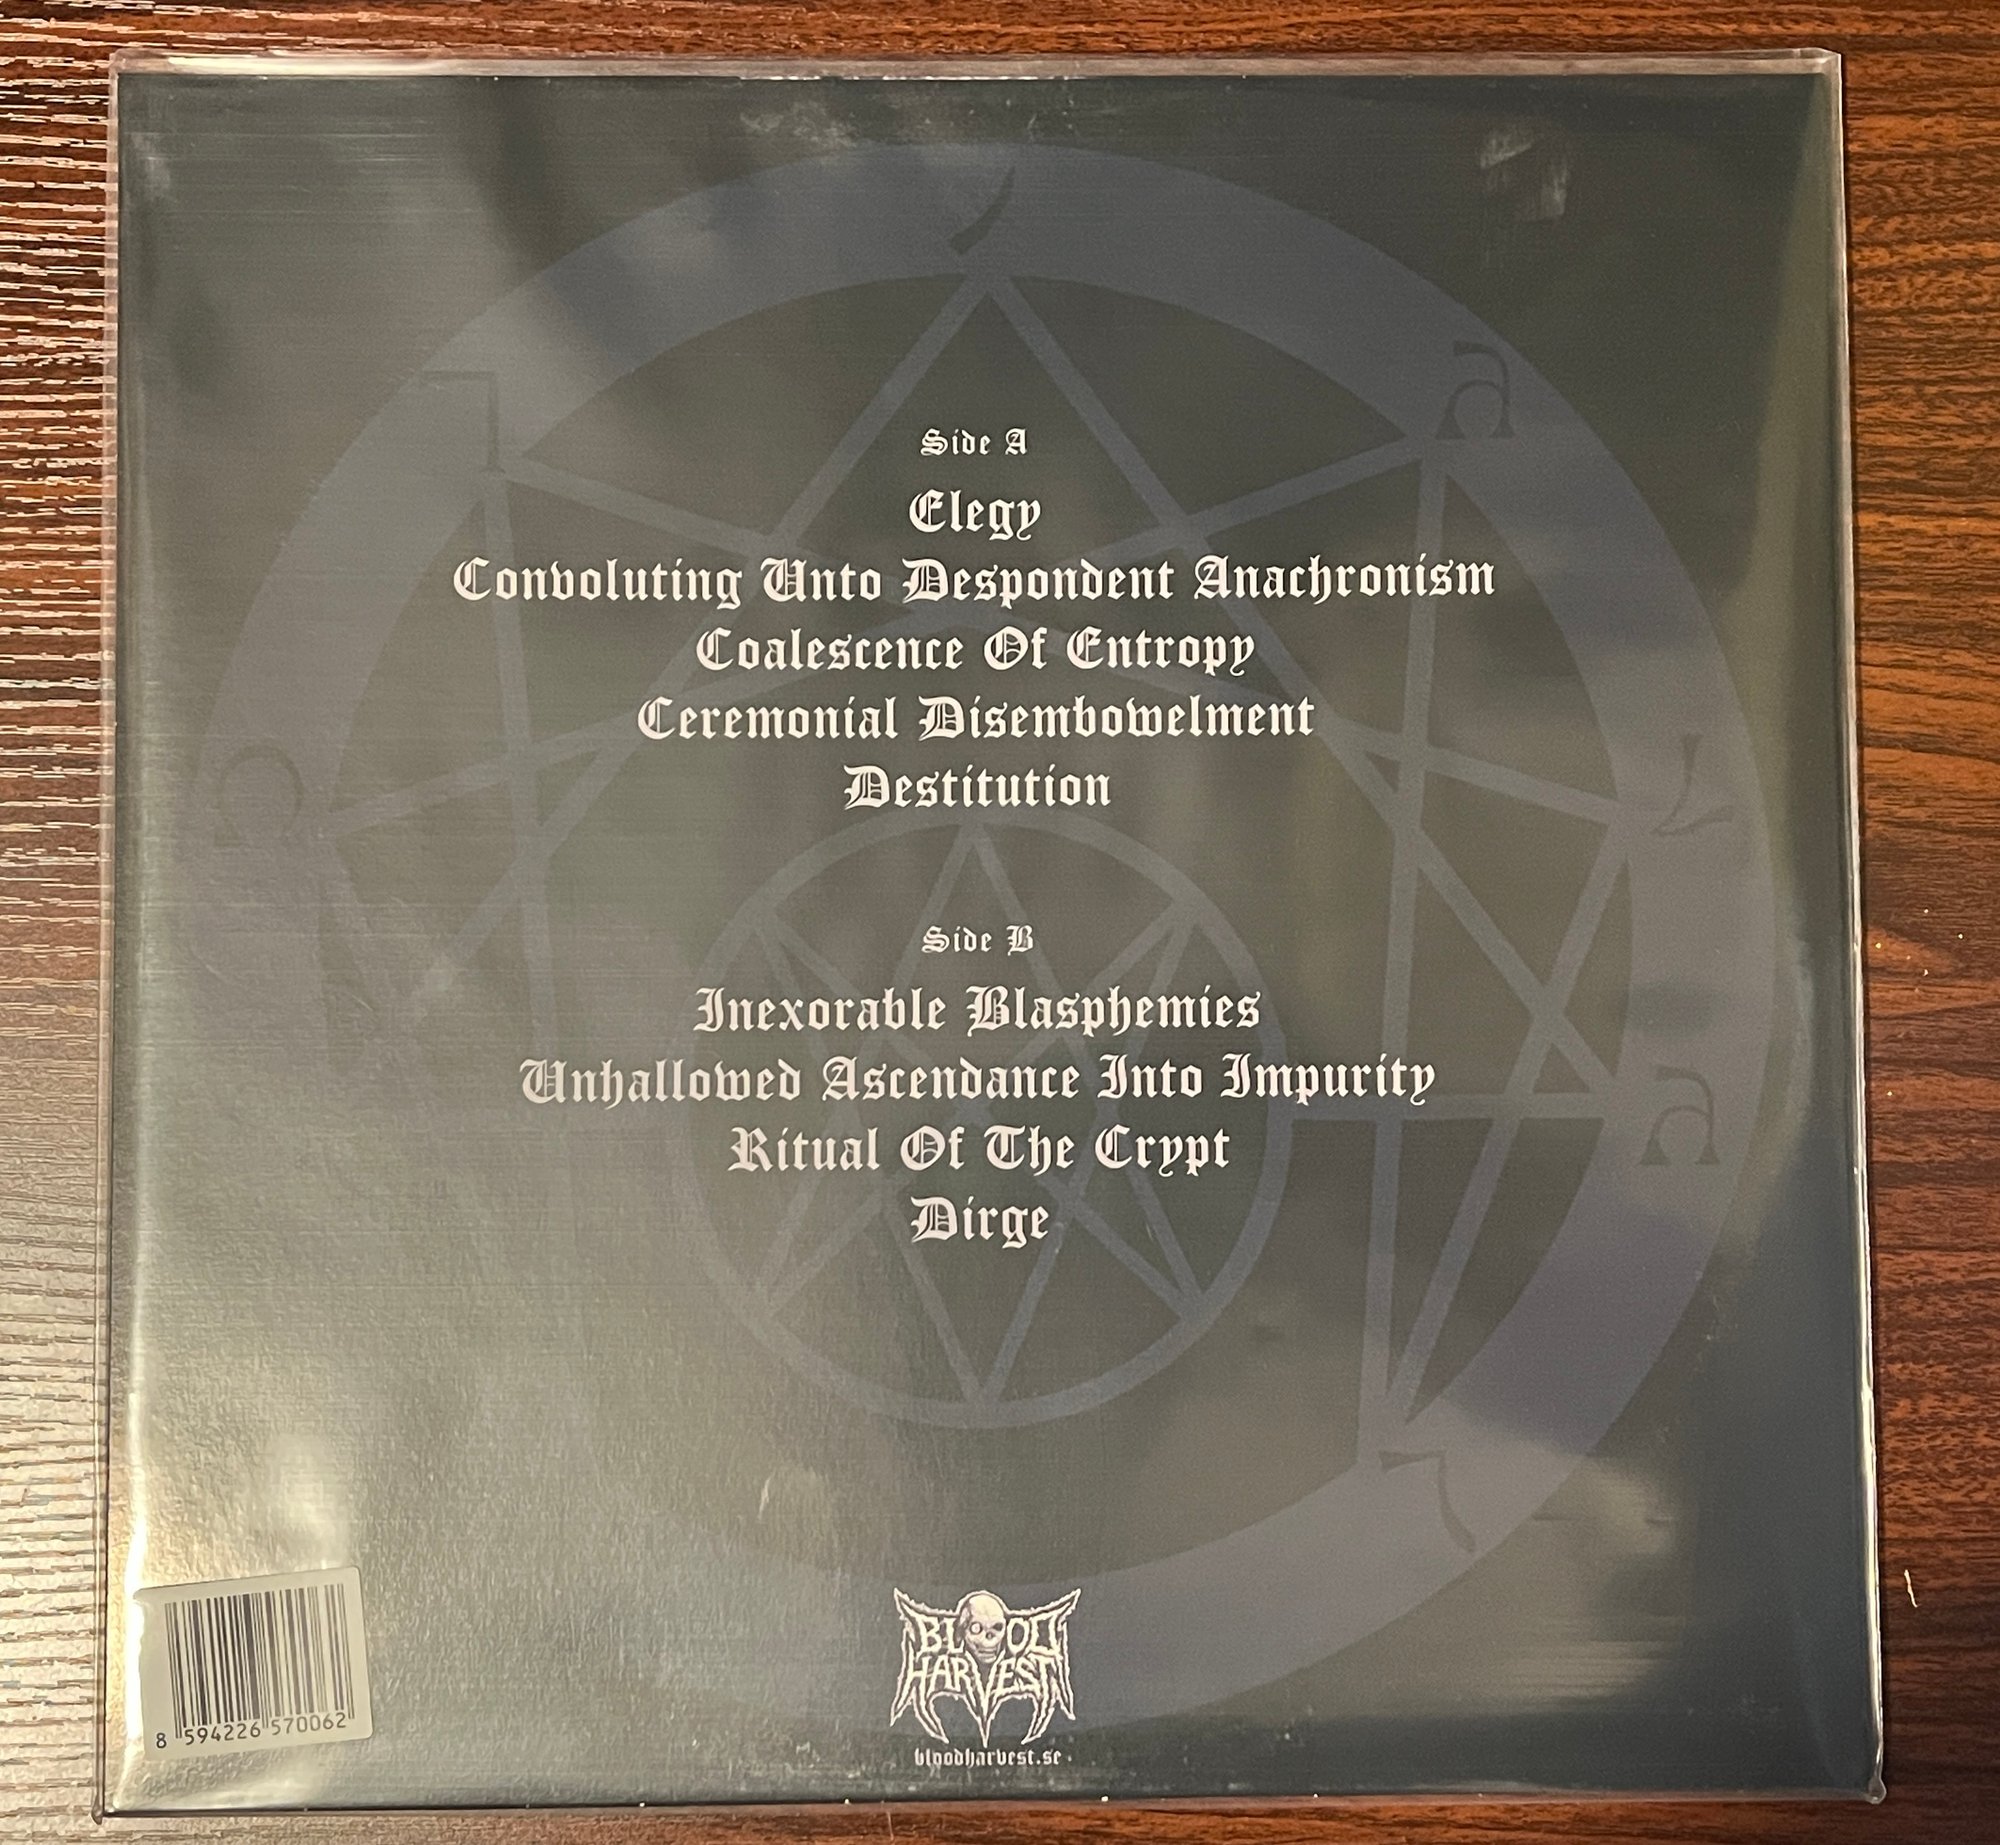 Side A
Elegy
Convoluting Unto Despondent Anachronism
Coalescence Of Entropy
Ceremonial Disembowelment
Destitution
Side B
Inexorable Blasphemies
Unhallowed Ascendance Into Impurity
Ritual Of The Crypt
Dirge
BLOOD
HARVEST
bloodharvest.se
8 594226 570062